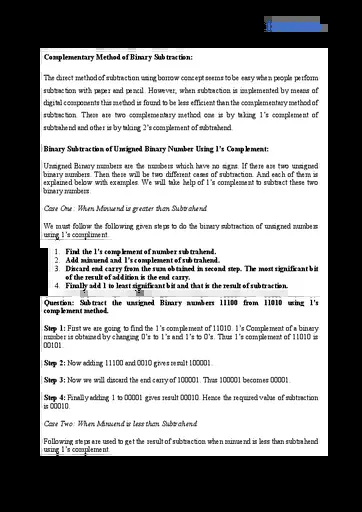 Complementary Method of Binary Subtraction:
The direct method of subtraction using borrow concept seems to be easy when people perform
subtraction with paper and pencil. However, when subtraction is implemented by means of
digital components this method is found to be less efficient than the complementary method of
subtraction. There are two complementary method one is by taking 1's complement of
subtrahend and other is by taking 2's complement of subtrahend.
Binary Subtraction of Unsigned Binary Number Using 1's Complement:
Unsigned Binary numbers are the numbers which have no signs. If there are two unsigned
binary numbers. Then there will be two different cases of subtraction. And each of them is
explained below with examples. We will take help of 1's complement to subtract these two
binary numbers.
Case One: When Minuend is greater than Subtrahend
We must follow the following given steps to do the binary subtraction of unsigned numbers
using 1's compliment.
1. Find the 1's complement of number subtrahend.
2. Add minuend and 1's complement of subtrahend.
3. Discard end carry from the sum obtained in second step. The most significant bit
of the result of addition is the end carry.
4. Finally add 1 to least significant bit and that is the result of subtraction.
Question: Subtract the unsigned Binary numbers 11100 from 11010 using 1's
complement method.
Step 1: First we are going to find the 1's complement of 11010. 1's Complement of a binary
number is obtained by changing 0's to 1's and 1's to 0's. Thus 1's complement of 11010 is
00101.
Step 2: Now adding 11100 and 0010 gives result 100001.
Step 3: Now we will discard the end carry of 100001. Thus 100001 becomes 00001.
Step 4: Finally adding 1 to 00001 gives result 00010. Hence the required value of subtraction
is 00010.
Case Two: When Minuend is less than Subtrahend
Following steps are used to get the result of subtraction when minuend is less than subtrahend
using 1's complement.